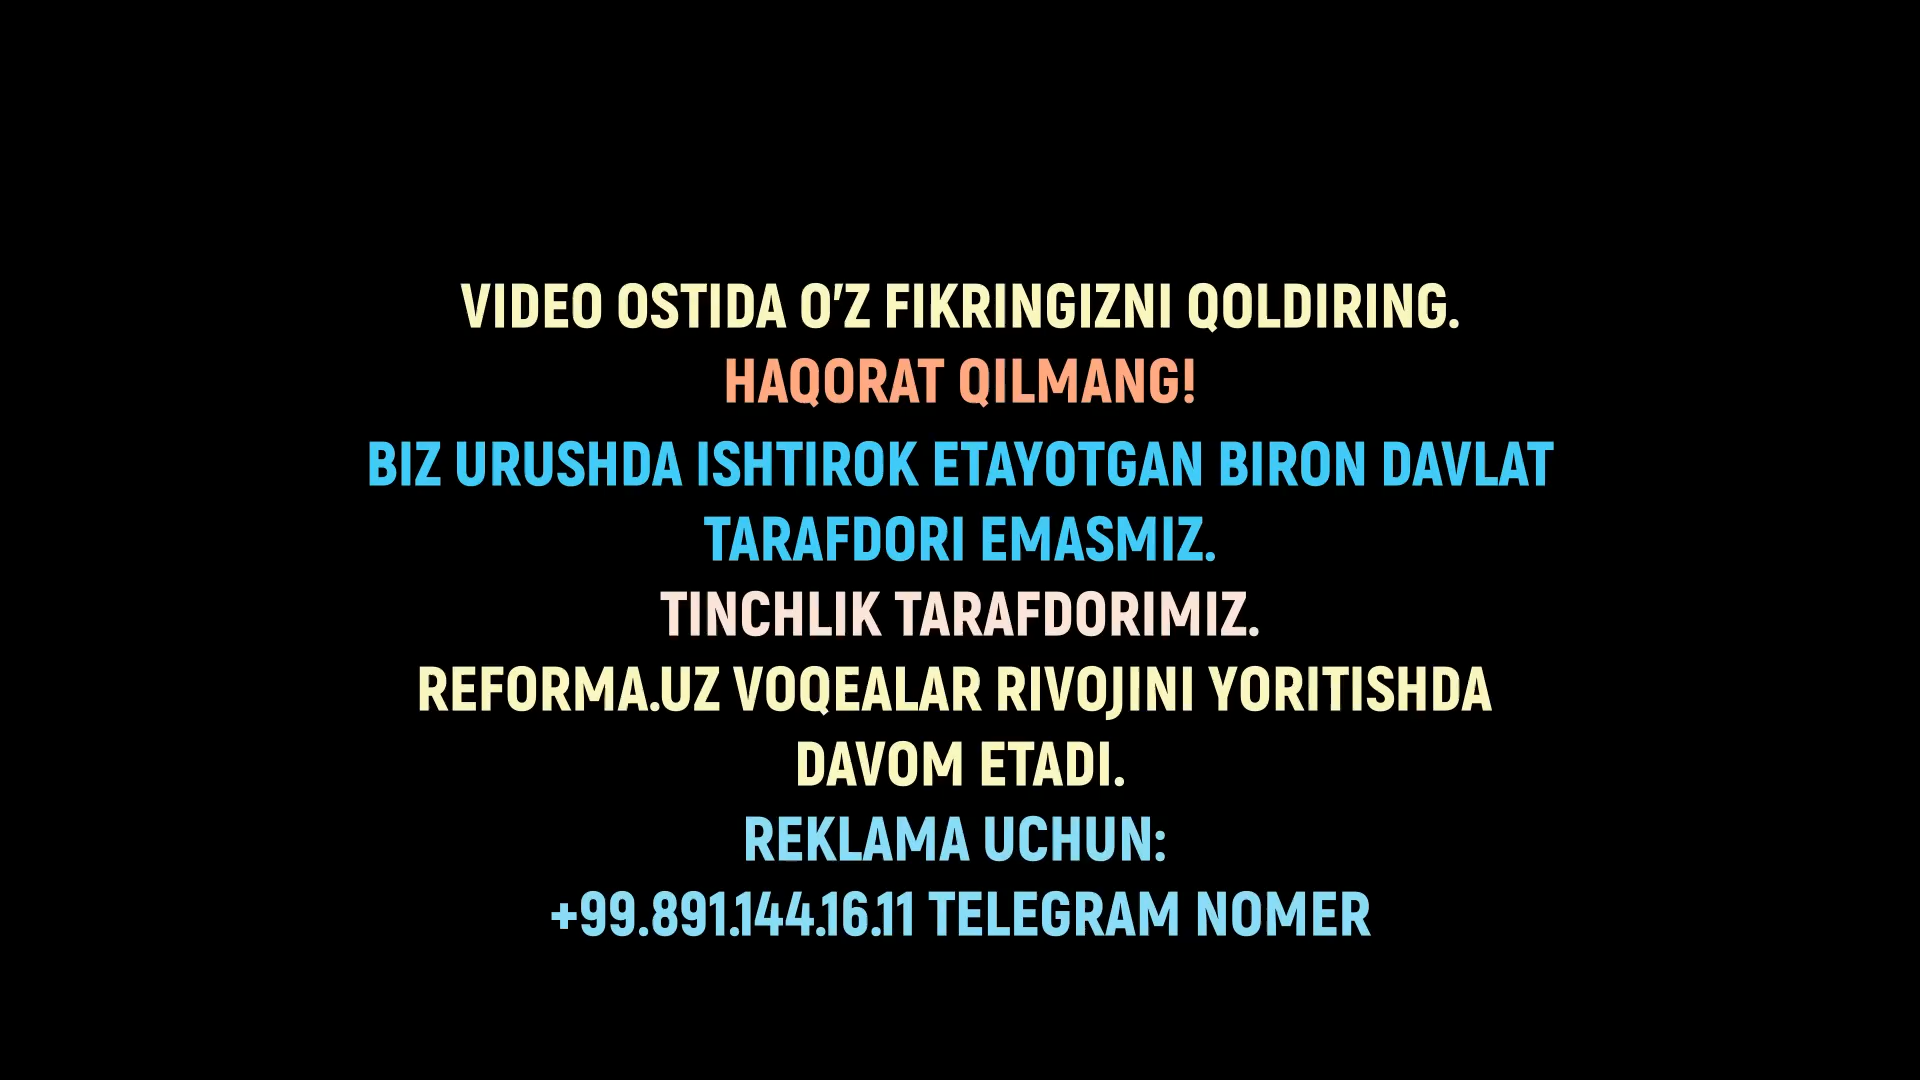 VIDEO OSTIDA O'Z FIKRINGIZNI QOLDIRING.
HAQORAT QILMANG!
BIZ URUSHDA ISHTIROK ETAYOTGAN BIRON DAVLAT
TARAFDORI EMASMIZ.
TINCHLIK TARAFDORIMIZ.
REFORMA.UZ VOQEALAR RIVOJINI YORITISHDA
DAVOM ETADI.
REKLAMA UCHUN:
+99.891.144.16.11 TELEGRAM NOMER